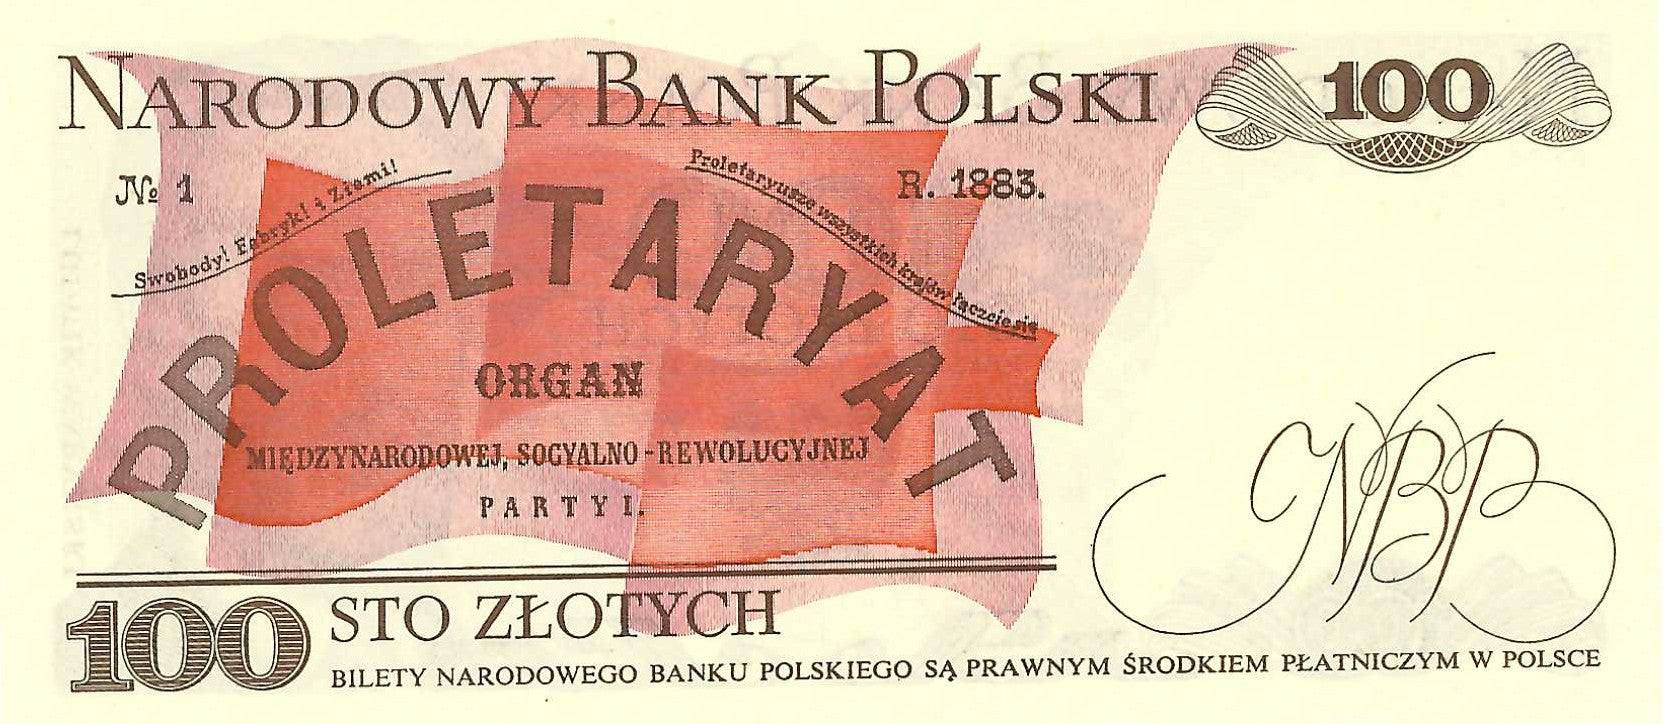 NARODOWY BANK POLSKI
100
№ 1
R. 1883.
Swobody! Fabryk! i Ziemi!
Proletaryusze wszystkich krajów łączcie się
PROLETARYAT
ORGAN
MIĘDZYNARODOWEJ, SOCYALNO-REWOLUCYJNEJ
PARTYI.
NBP
100 STO ZŁOTYCH
BILETY NARODOWEGO BANKU POLSKIEGO SĄ PRAWNYM ŚRODKIEM PŁATNICZYM W POLSCE